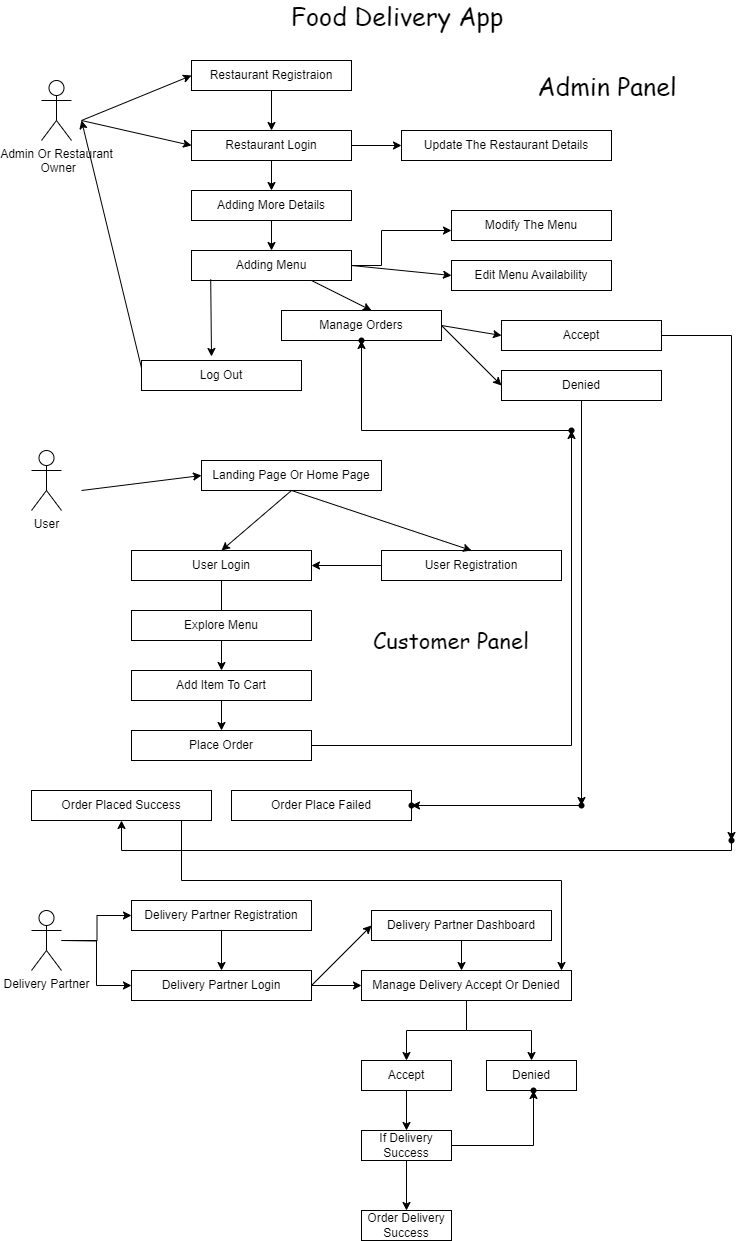 Food Delivery App
Restaurant Registraion
Admin Panel
Admin Or Restaurant
Owner
Restaurant Login
Update The Restaurant Details
Adding More Details
Modify The Menu
Adding Menu
Edit Menu Availability
Manage Orders
Accept
Log Out
Denied
Landing Page Or Home Page
User
User Login
User Registration
Explore Menu
Customer Panel
Add Item To Cart
Place Order
Order Placed Success
Order Place Failed
Delivery Partner Registration
Delivery Partner Dashboard
Delivery Partner
Delivery Partner Login
Manage Delivery Accept Or Denied
Accept
Denied
If Delivery
Success
Order Delivery
Success